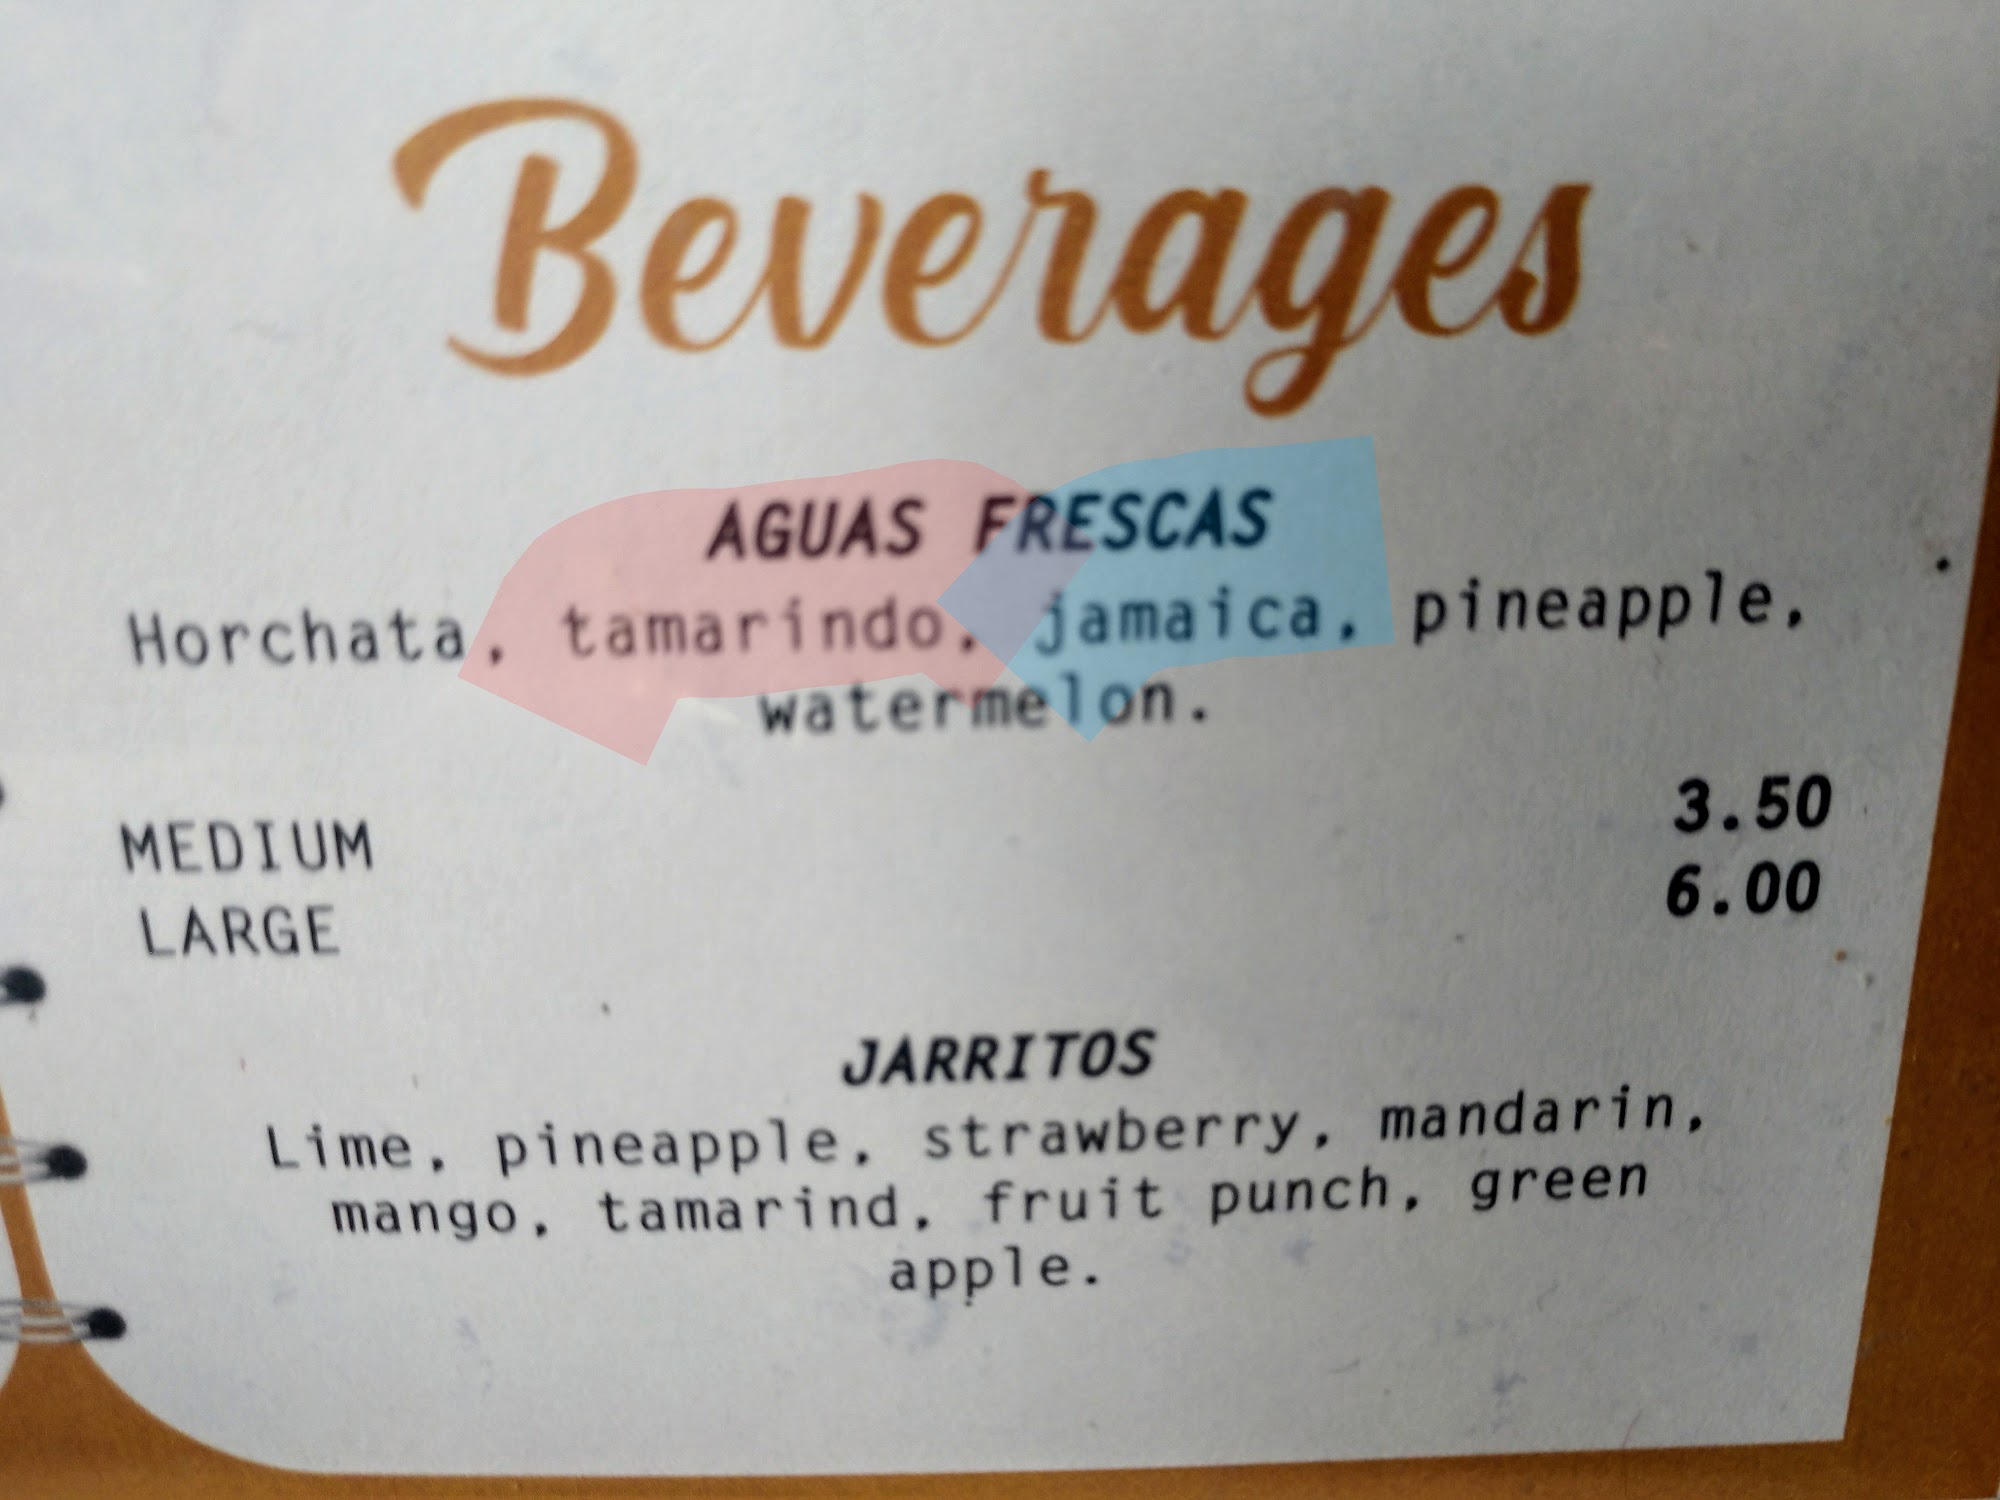 Beverages
AGUAS FRESCAS
Horchata, tamarindo, jamaica, pineapple,
watermelon.
MEDIUM 3.50
LARGE 6.00
JARRITOS
Lime, pineapple, strawberry, mandarin,
mango, tamarind, fruit punch, green
apple.